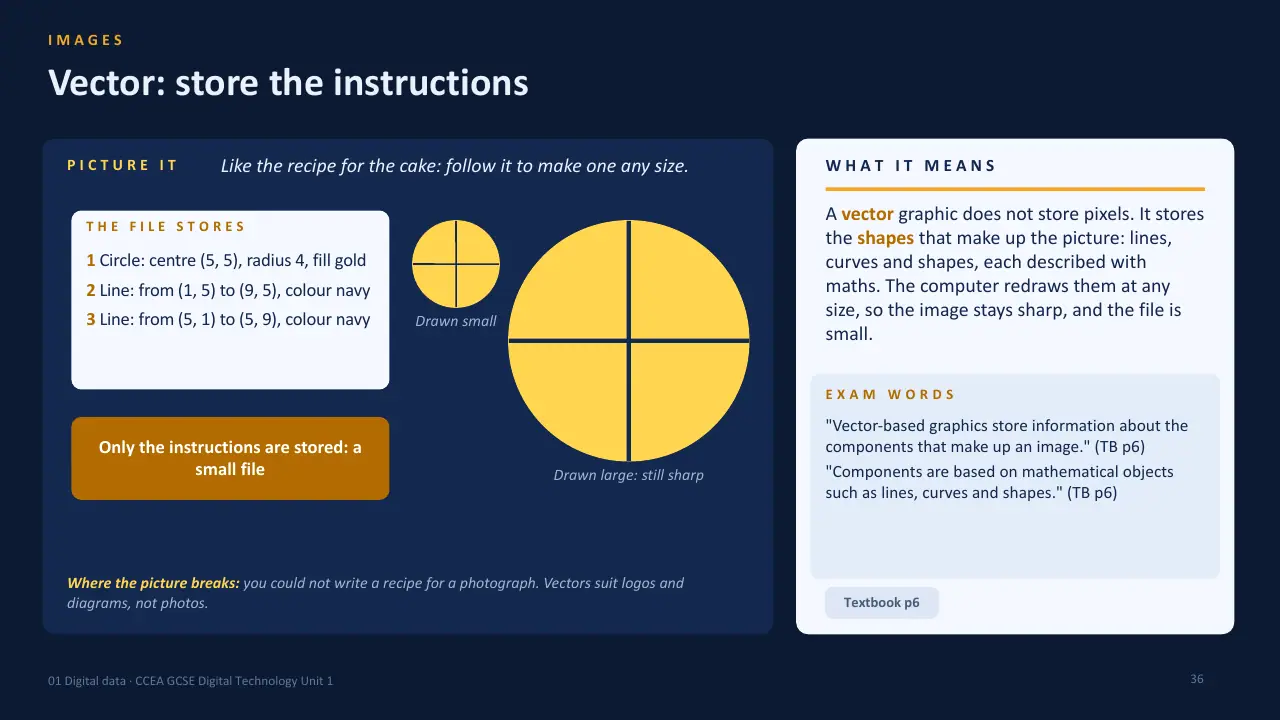 IMAGES
Vector: store the instructions
PICTURE IT
Like the recipe for the cake: follow it to make one any size.
THE FILE STORES
1 Circle: centre (5, 5), radius 4, fill gold
2 Line: from (1, 5) to (9, 5), colour navy
3 Line: from (5, 1) to (5, 9), colour navy
Only the instructions are stored: a
small file
Drawn small
Drawn large: still sharp
Where the picture breaks: you could not write a recipe for a photograph. Vectors suit logos and
diagrams, not photos.
WHAT IT MEANS
A vector graphic does not store pixels. It stores
the shapes that make up the picture: lines,
curves and shapes, each described with
maths. The computer redraws them at any
size, so the image stays sharp, and the file is
small.
EXAM WORDS
"Vector-based graphics store information about the
components that make up an image." (TB p6)
"Components are based on mathematical objects
such as lines, curves and shapes." (TB p6)
Textbook p6
01 Digital data · CCEA GCSE Digital Technology Unit 1
36